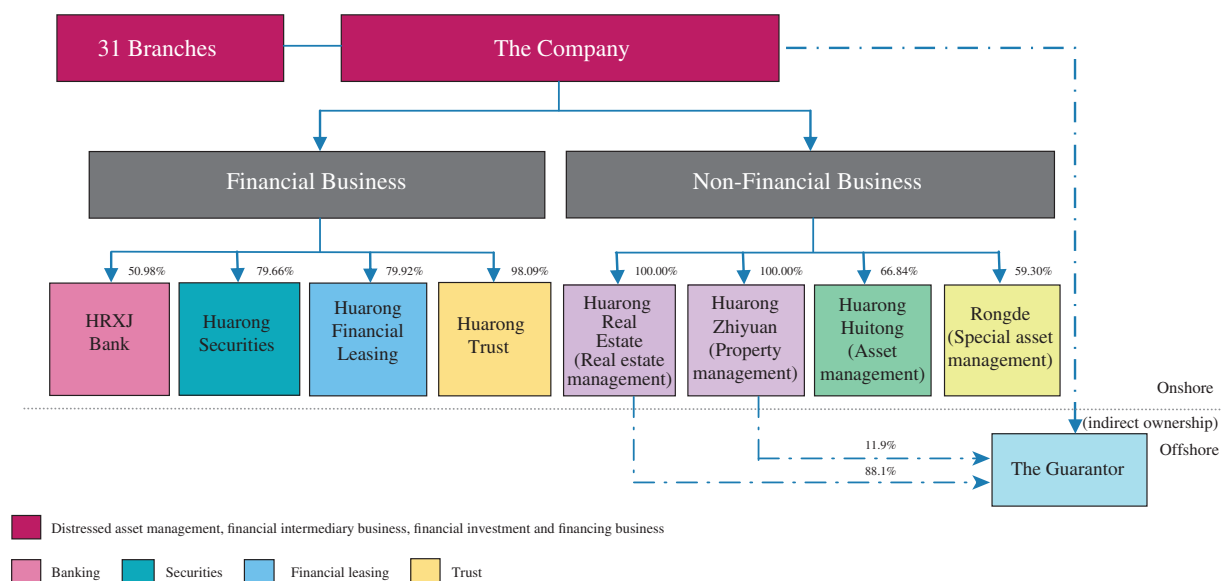 31 Branches
The Company
Financial Business
Non-Financial Business
50.98%
79.66%
79.92%
98.09%
100.00%
100.00%
66.84%
59.30%
HRXJ
Bank
Huarong
Securities
Huarong
Financial
Leasing
Huarong
Trust
Huarong
Real
Estate
(Real estate
management)
Huarong
Zhiyuan
(Property
management)
Huarong
Huitong
(Asset
management)
Rongde
(Special asset
management)
Onshore
(indirect ownership)
Offshore
11.9%
88.1%
The Guarantor
Distressed asset management, financial intermediary business, financial investment and financing business
Banking
Securities
Financial leasing
Trust